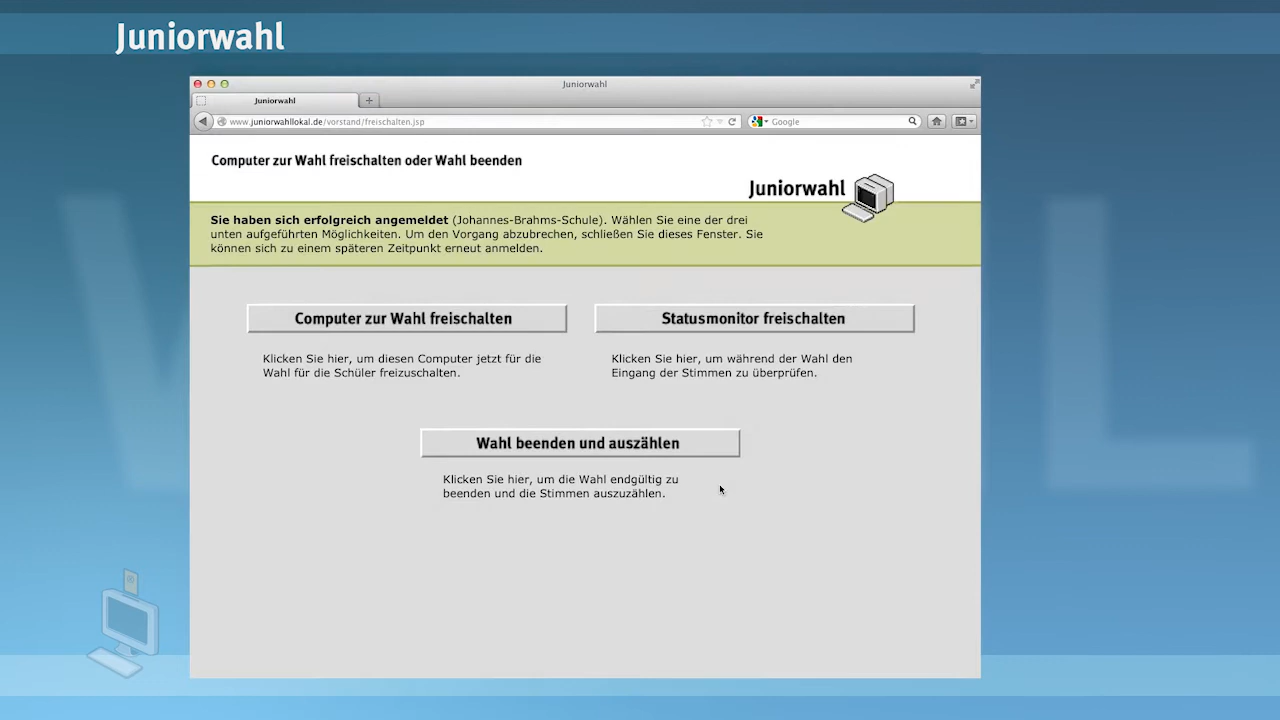 Juniorwahl
Juniorwahl
Juniorwahl
www.juniorwahllokal.de/vorstand/freischalten.jsp
Google
Computer zur Wahl freischalten oder Wahl beenden
Juniorwahl
Sie haben sich erfolgreich angemeldet (Johannes-Brahms-Schule). Wählen Sie eine der drei
unten aufgeführten Möglichkeiten. Um den Vorgang abzubrechen, schließen Sie dieses Fenster. Sie
können sich zu einem späteren Zeitpunkt erneut anmelden.
Computer zur Wahl freischalten
Statusmonitor freischalten
Klicken Sie hier, um diesen Computer jetzt für die
Wahl für die Schüler freizuschalten.
Klicken Sie hier, um während der Wahl den
Eingang der Stimmen zu überprüfen.
Wahl beenden und auszählen
Klicken Sie hier, um die Wahl endgültig zu
beenden und die Stimmen auszuzählen.